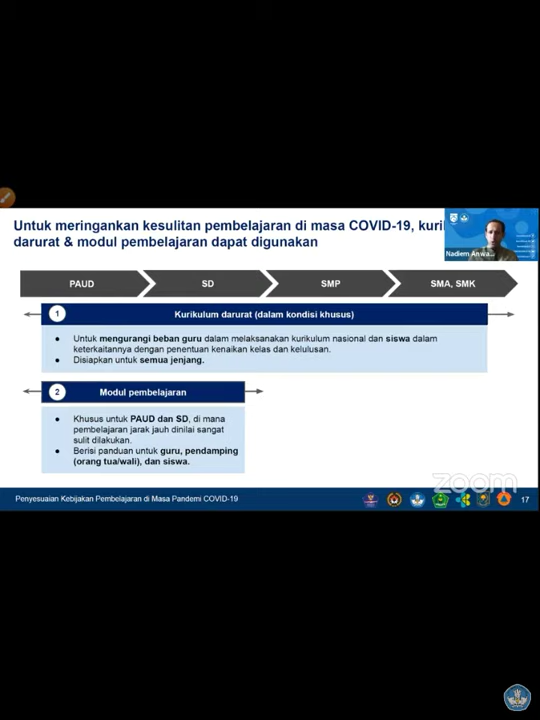 Untuk meringankan kesulitan pembelajaran di masa COVID-19,
darurat & modul pembelajaran dapat digunakan
Nadiem Anwa...
PAUD
SD
SMP
SMA, SMK
1
Kurikulum darurat (dalam kondisi khusus)
● Untuk mengurangi beban guru dalam melaksanakan kurikulum nasional dan siswa dalam
keterkaitannya dengan penentuan kenaikan kelas dan kelulusan.
● Disiapkan untuk semua jenjang.
2
Modul pembelajaran
● Khusus untuk PAUD dan SD, di mana
pembelajaran jarak jauh dinilai sangat
sulit dilakukan.
● Berisi panduan untuk guru, pendamping
(orang tua/wali), dan siswa.
zoom
Penyesuaian Kebijakan Pembelajaran di Masa Pandemi COVID-19
17